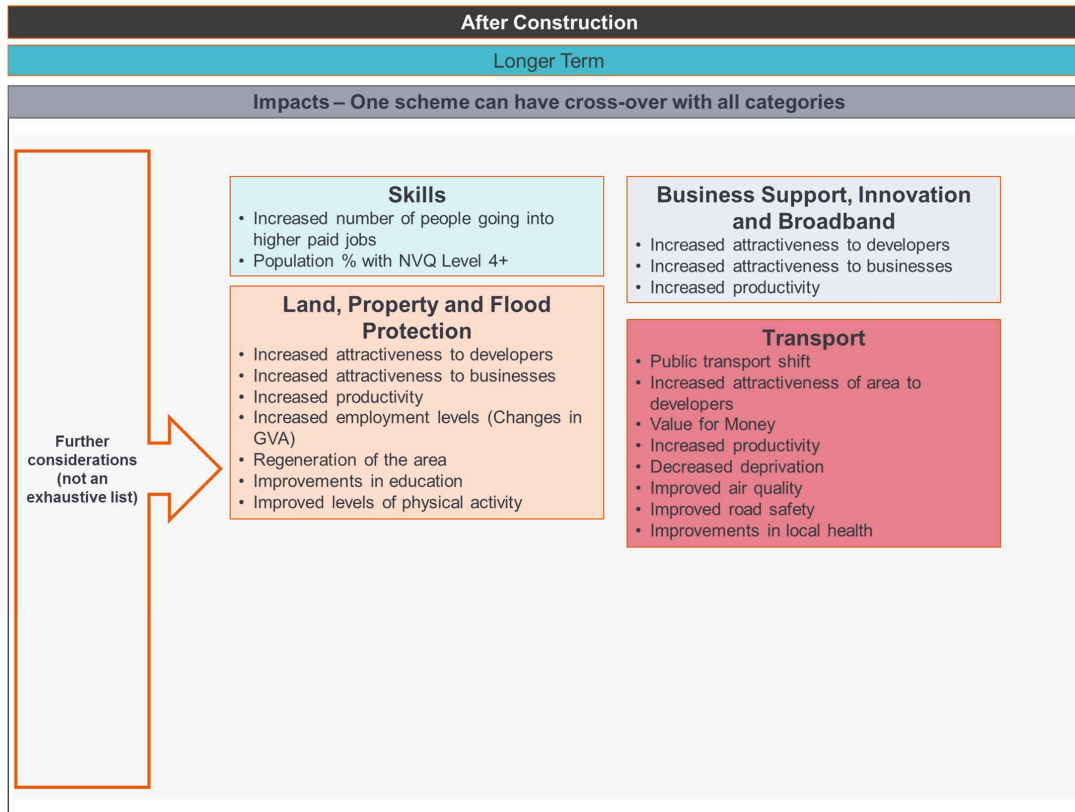 After Construction
Longer Term
Impacts – One scheme can have cross-over with all categories
Further
considerations
(not an
exhaustive list)
Skills
• Increased number of people going into
higher paid jobs
• Population % with NVQ Level 4+
Land, Property and Flood
Protection
• Increased attractiveness to developers
• Increased attractiveness to businesses
• Increased productivity
• Increased employment levels (Changes in
GVA)
• Regeneration of the area
• Improvements in education
• Improved levels of physical activity
Business Support, Innovation
and Broadband
• Increased attractiveness to developers
• Increased attractiveness to businesses
• Increased productivity
Transport
• Public transport shift
• Increased attractiveness of area to
developers
• Value for Money
• Increased productivity
• Decreased deprivation
• Improved air quality
• Improved road safety
• Improvements in local health